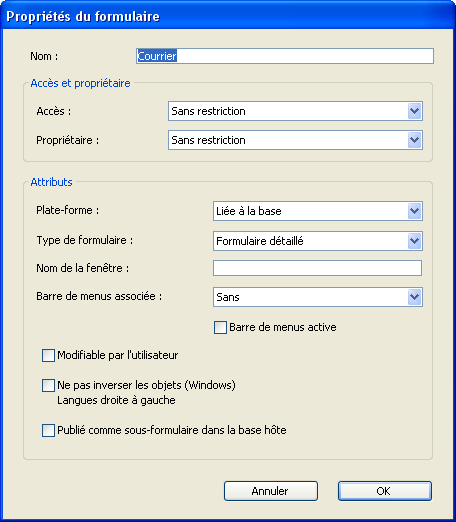 Propriétés du formulaire
Nom : Courrier
Accès et propriétaire
Accès : Sans restriction
Propriétaire : Sans restriction
Attributs
Plate-forme : Liée à la base
Type de formulaire : Formulaire détaillé
Nom de la fenêtre :
Barre de menus associée : Sans
Barre de menus active
Modifiable par l'utilisateur
Ne pas inverser les objets (Windows)
Langues droite à gauche
Publié comme sous-formulaire dans la base hôte
Annuler OK